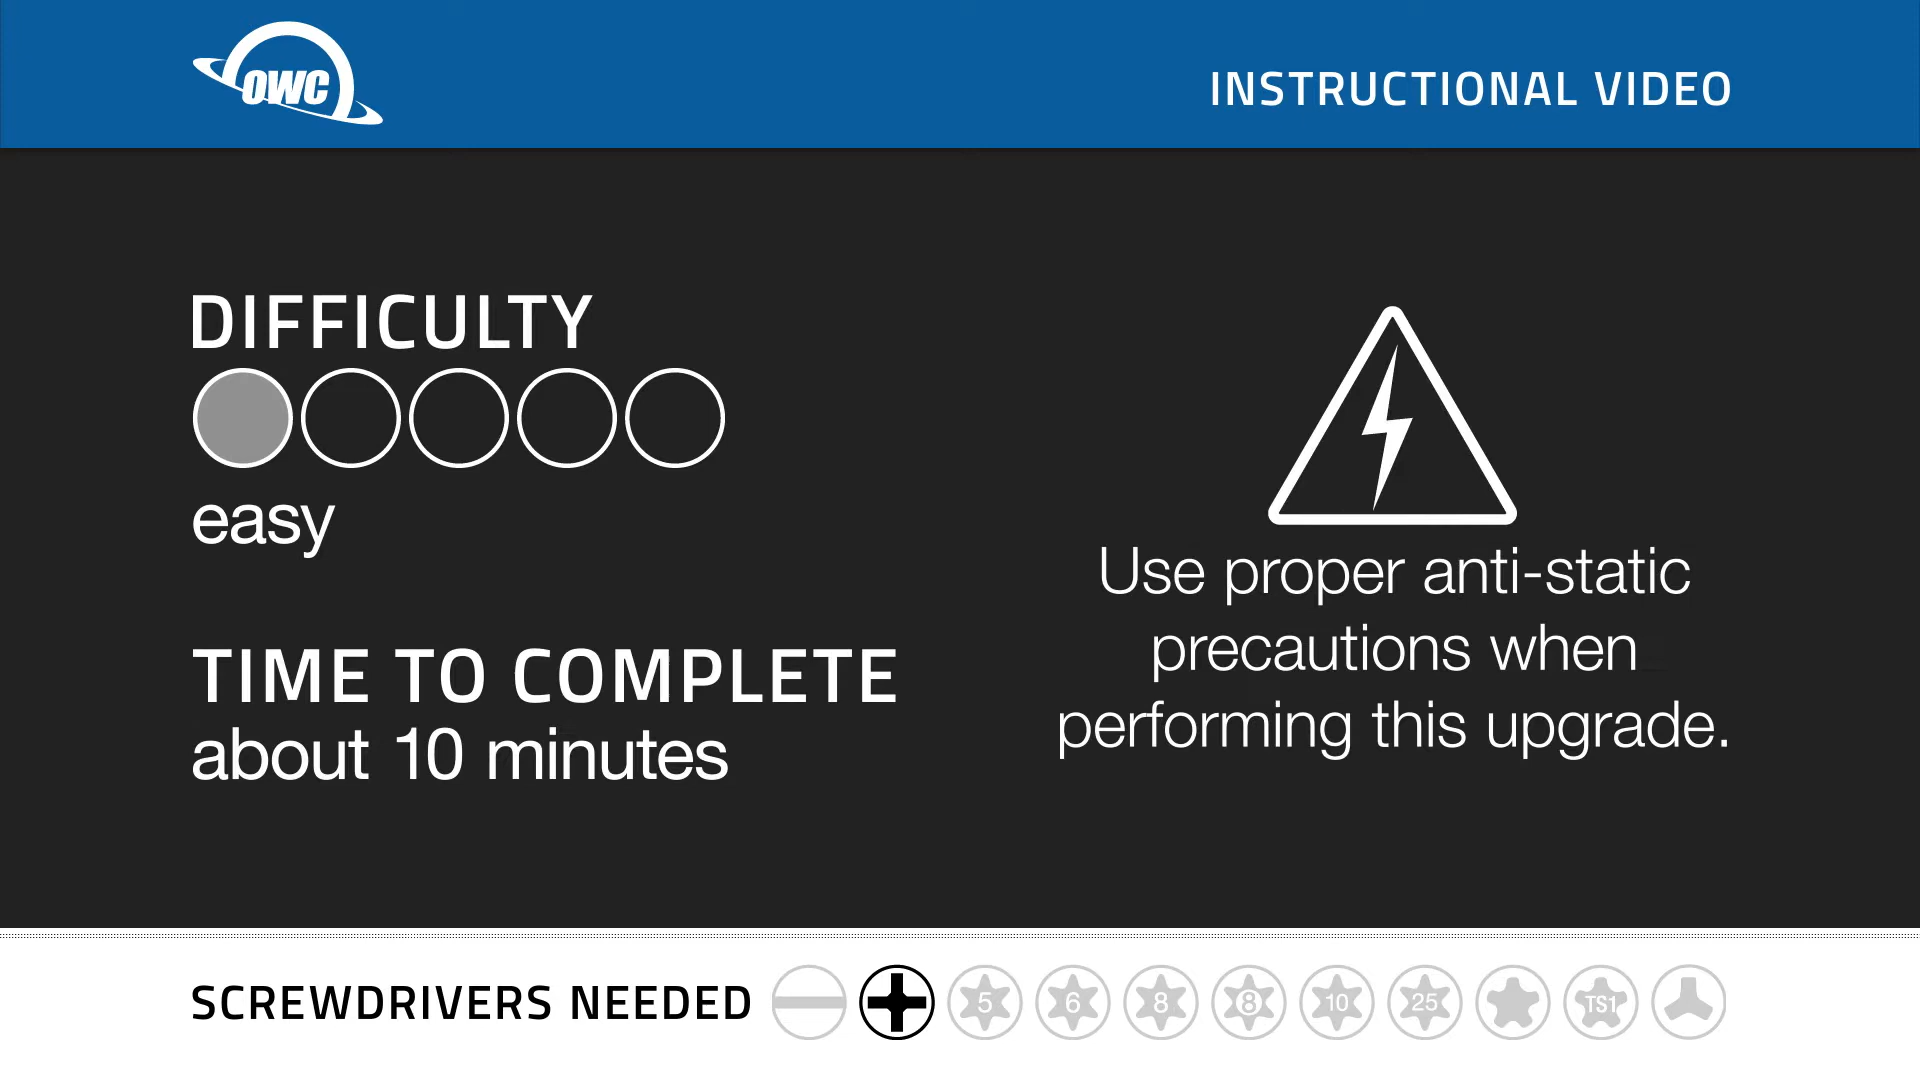 OWC
INSTRUCTIONAL VIDEO
DIFFICULTY
easy
TIME TO COMPLETE
about 10 minutes
Use proper anti-static
precautions when
performing this upgrade.
SCREWDRIVERS NEEDED 5 6 8 8 10 25 TS1